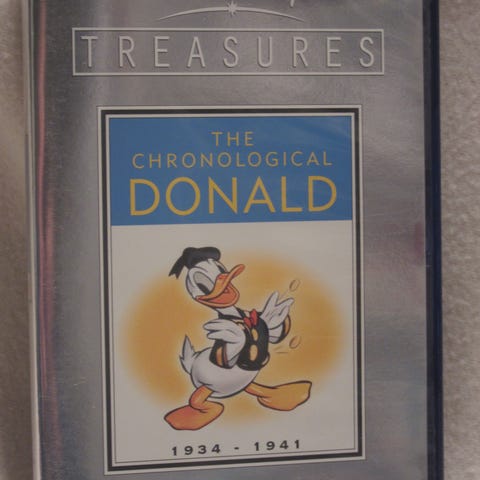 TREASURES
THE
CHRONOLOGICAL
DONALD
1934 - 1941